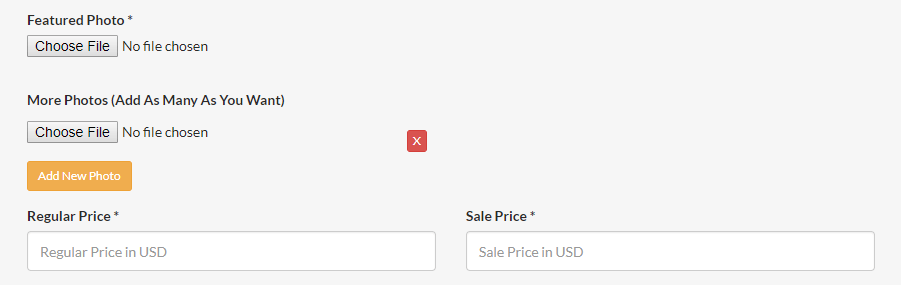 Featured Photo *
Choose File No file chosen
More Photos (Add As Many As You Want)
Choose File No file chosen
X
Add New Photo
Regular Price * Sale Price *
Regular Price in USD Sale Price in USD